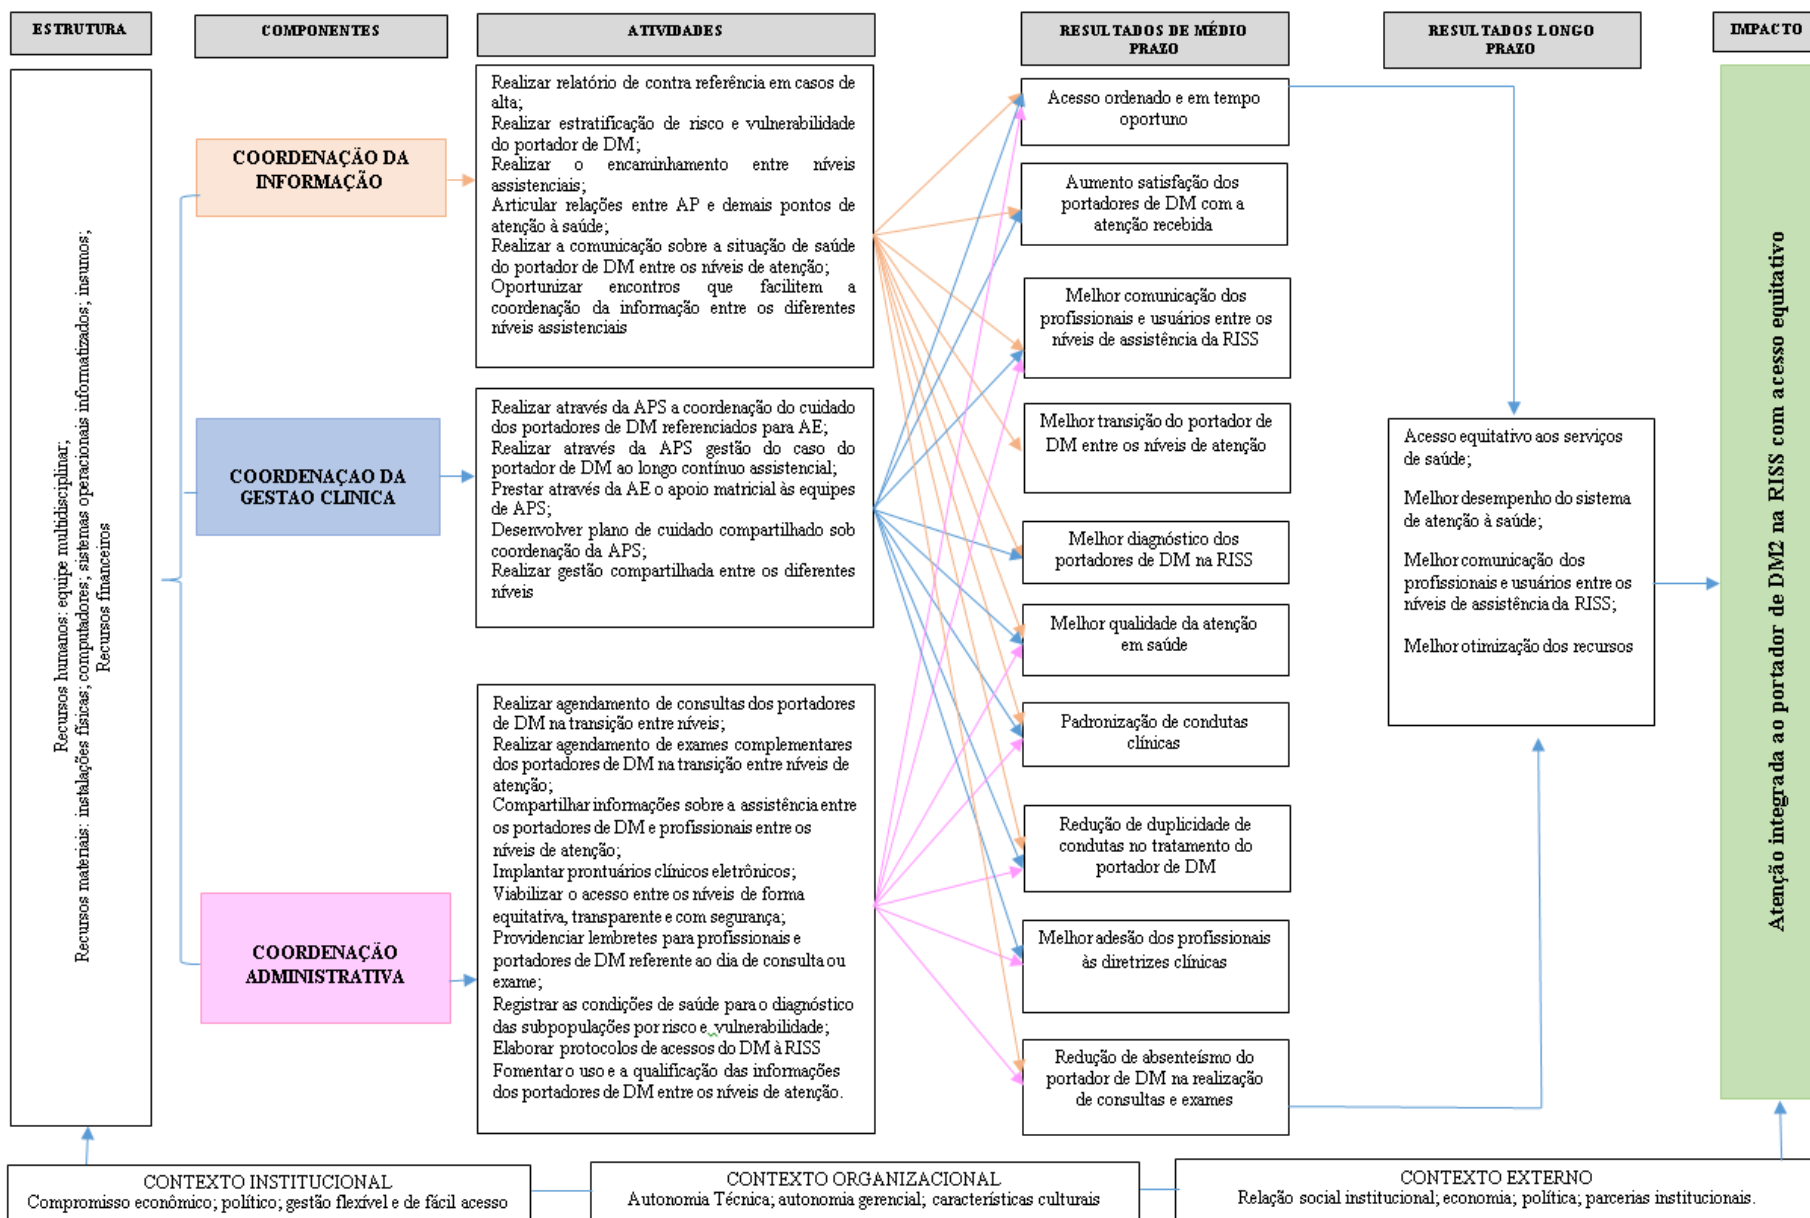 ESTRUTURA
COMPONENTES
ATIVIDADES
RESULTADOS DE MÉDIO
PRAZO
RESULTADOS LONGO
PRAZO
IMPACTO
Recursos humanos: equipe multidisciplinar;
Recursos materiais: instalações físicas; computadores; sistemas operacionais informatizados; insumos;
Recursos financeiros
COORDENAÇÃO DA
INFORMAÇÃO
COORDENAÇAO DA
GESTAO CLINICA
COORDENAÇÃO
ADMINISTRATIVA
Realizar relatório de contra referência em casos de
alta;
Realizar estratificação de risco e vulnerabilidade
do portador de DM;
Realizar o encaminhamento entre níveis
assistenciais;
Articular relações entre AP e demais pontos de
atenção à saúde;
Realizar a comunicação sobre a situação de saúde
do portador de DM entre os níveis de atenção;
Oportunizar encontros que facilitem a
coordenação da informação entre os diferentes
níveis assistenciais
Realizar através da APS a coordenação do cuidado
dos portadores de DM referenciados para AE;
Realizar através da APS gestão do caso do
portador de DM ao longo contínuo assistencial;
Prestar através da AE o apoio matricial às equipes
de APS;
Desenvolver plano de cuidado compartilhado sob
coordenação da APS;
Realizar gestão compartilhada entre os diferentes
níveis
Realizar agendamento de consultas dos portadores
de DM na transição entre níveis;
Realizar agendamento de exames complementares
dos portadores de DM na transição entre níveis de
atenção;
Compartilhar informações sobre a assistência entre
os portadores de DM e profissionais entre os
níveis de atenção;
Implantar prontuários clínicos eletrônicos;
Viabilizar o acesso entre os níveis de forma
equitativa, transparente e com segurança;
Providenciar lembretes para profissionais e
portadores de DM referente ao dia de consulta ou
exame;
Registrar as condições de saúde para o diagnóstico
das subpopulações por risco e vulnerabilidade;
Elaborar protocolos de acessos do DM à RISS
Fomentar o uso e a qualificação das informações
dos portadores de DM entre os níveis de atenção.
Acesso ordenado e em tempo
oportuno
Aumento satisfação dos
portadores de DM com a
atenção recebida
Melhor comunicação dos
profissionais e usuários entre os
níveis de assistência da RISS
Melhor transição do portador de
DM entre os níveis de atenção
Melhor diagnóstico dos
portadores de DM na RISS
Melhor qualidade da atenção
em saúde
Padronização de condutas
clínicas
Redução de duplicidade de
condutas no tratamento do
portador de DM
Melhor adesão dos profissionais
às diretrizes clínicas
Redução de absenteísmo do
portador de DM na realização
de consultas e exames
Acesso equitativo aos serviços
de saúde;
Melhor desempenho do sistema
de atenção à saúde;
Melhor comunicação dos
profissionais e usuários entre os
níveis de assistência da RISS;
Melhor otimização dos recursos
Atenção integrada ao portador de DM2 na RISS com acesso equitativo
CONTEXTO INSTITUCIONAL
Compromisso econômico; político; gestão flexível e de fácil acesso
CONTEXTO ORGANIZACIONAL
Autonomia Técnica; autonomia gerencial; características culturais
CONTEXTO EXTERNO
Relação social institucional; economia; política; parcerias institucionais.